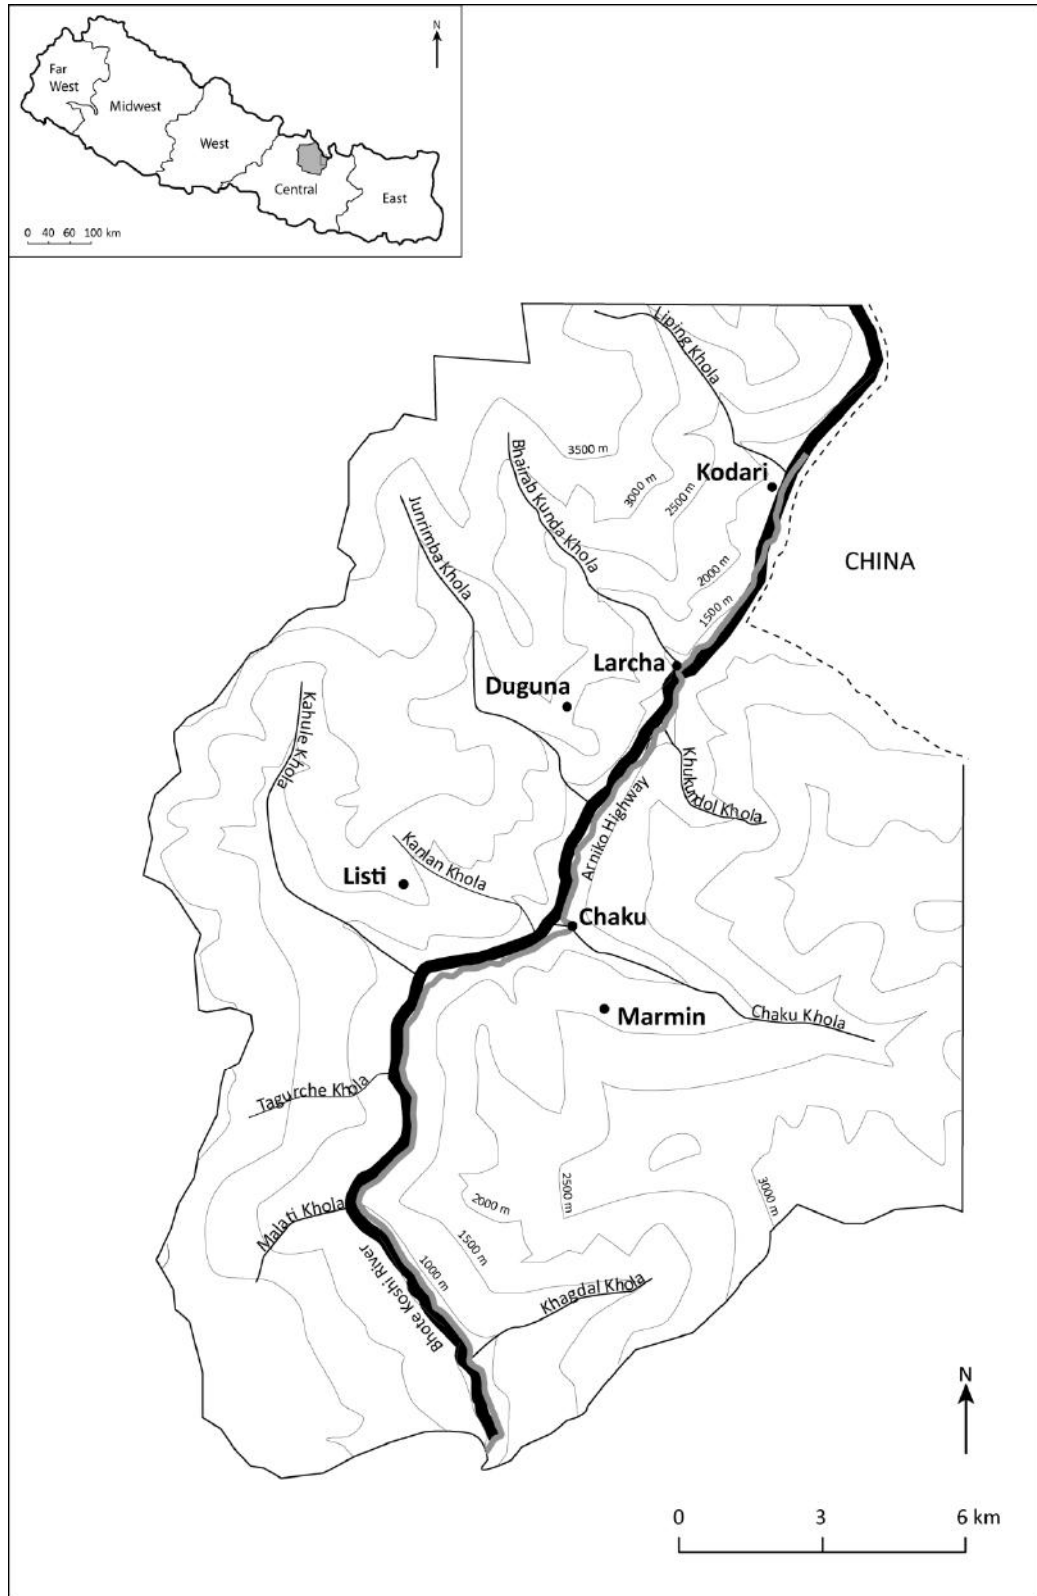 N
Far
West
Midwest
West
Central
East
0 40 60 80 100 km
Liping Khola
3500 m
Kodari
Bhairab Kunda Khola
3000 m
2500 m
Junrimba Khola
CHINA
2000 m
1500 m
Larcha
Duguna
Kahule Khola
Khukundol Khola
Arniko Highway
Kanlan Khola
Listi
Chaku
Marmin
Chaku Khola
Tagurche Khola
2500 m
3000 m
2000 m
Malati Khola
1500 m
1000 m
Bhote Koshi River
Khagdal Khola
N
0 3 6 km